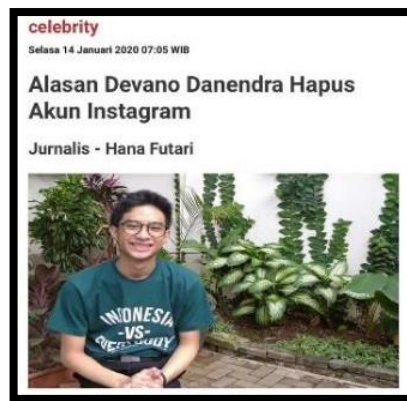 celebrity
Selasa 14 Januari 2020 07:05 WIB
Alasan Devano Danendra Hapus
Akun Instagram
Jurnalis - Hana Futari
INDONESIA
-VS-
EVERYBODY